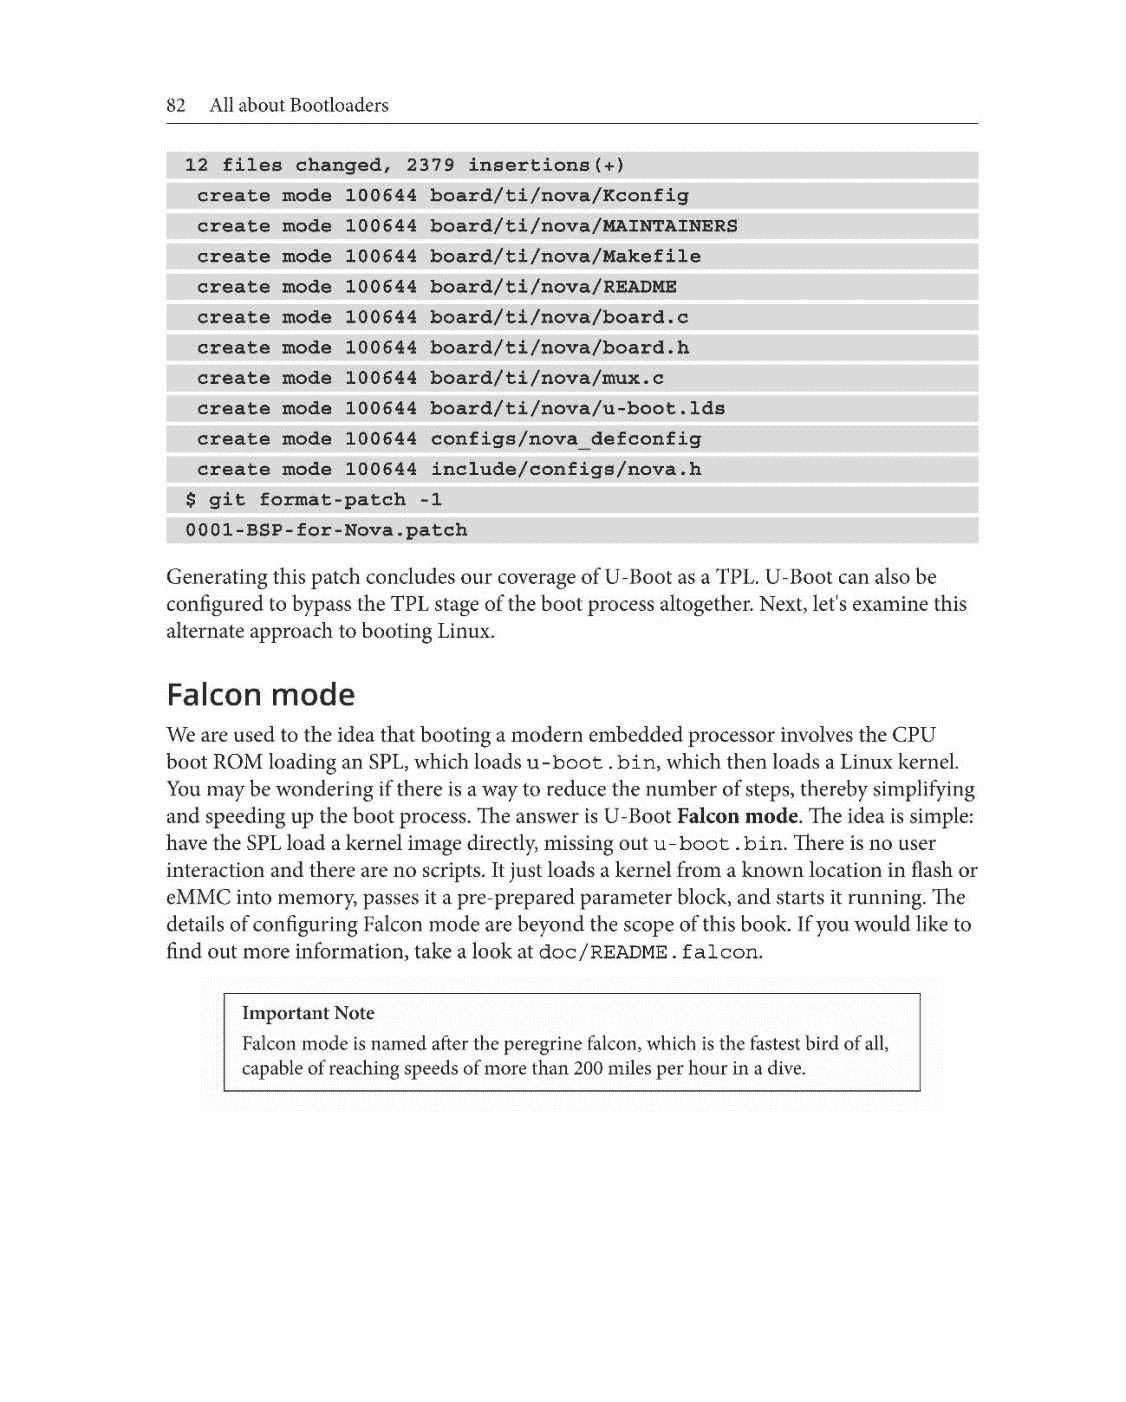 82 All about Bootloaders
12 files changed, 2379 insertions(+)
create mode 100644 board/ti/nova/Kconfig
create mode 100644 board/ti/nova/MAINTAINERS
create mode 100644 board/ti/nova/Makefile
create mode 100644 board/ti/nova/README
create mode 100644 board/ti/nova/board.c
create mode 100644 board/ti/nova/board.h
create mode 100644 board/ti/nova/mux.c
create mode 100644 board/ti/nova/u-boot.lds
create mode 100644 configs/nova_defconfig
create mode 100644 include/configs/nova.h
$ git format-patch -1
0001-BSP-for-Nova.patch
Generating this patch concludes our coverage of U-Boot as a TPL. U-Boot can also be
configured to bypass the TPL stage of the boot process altogether. Next, let's examine this
alternate approach to booting Linux.
Falcon mode
We are used to the idea that booting a modern embedded processor involves the CPU
boot ROM loading an SPL, which loads u-boot.bin, which then loads a Linux kernel.
You may be wondering if there is a way to reduce the number of steps, thereby simplifying
and speeding up the boot process. The answer is U-Boot Falcon mode. The idea is simple:
have the SPL load a kernel image directly, missing out u-boot.bin. There is no user
interaction and there are no scripts. It just loads a kernel from a known location in flash or
eMMC into memory, passes it a pre-prepared parameter block, and starts it running. The
details of configuring Falcon mode are beyond the scope of this book. If you would like to
find out more information, take a look at doc/README.falcon.
Important Note
Falcon mode is named after the peregrine falcon, which is the fastest bird of all,
capable of reaching speeds of more than 200 miles per hour in a dive.